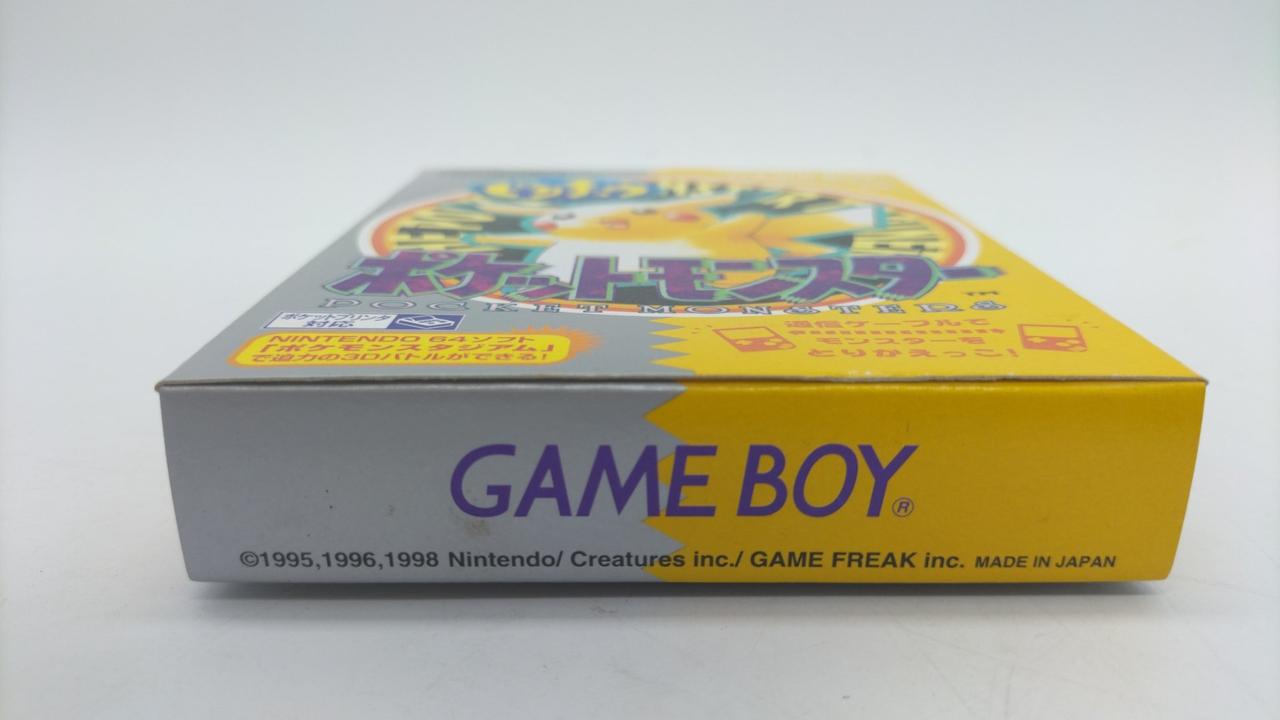 ポケットモンスター
™
POCKET MONSTERS
ポケットプリンタ
対応
NINTENDO 64ソフト
「ポケモンスタジアム」
で迫力の3Dバトルができる!
通信ケーブルで
モンスターを
とりかえっこ!
GAME BOY®
©1995,1996,1998 Nintendo/ Creatures inc./ GAME FREAK inc. MADE IN JAPAN